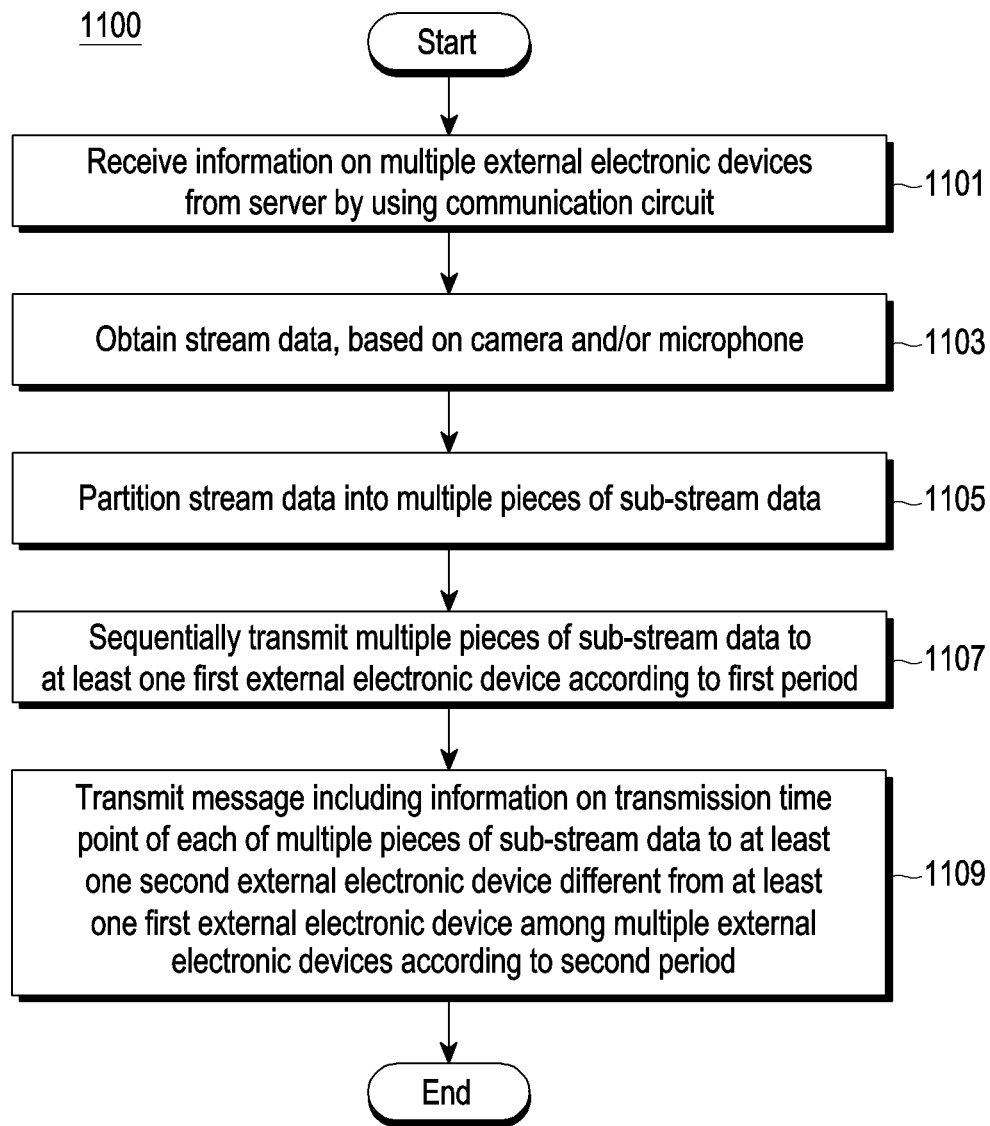 1100
Start
Receive information on multiple external electronic devices
from server by using communication circuit
1101
Obtain stream data, based on camera and/or microphone
1103
Partition stream data into multiple pieces of sub-stream data
1105
Sequentially transmit multiple pieces of sub-stream data to
at least one first external electronic device according to first period
1107
Transmit message including information on transmission time
point of each of multiple pieces of sub-stream data to at least
one second external electronic device different from at least
one first external electronic device among multiple external
electronic devices according to second period
1109
End